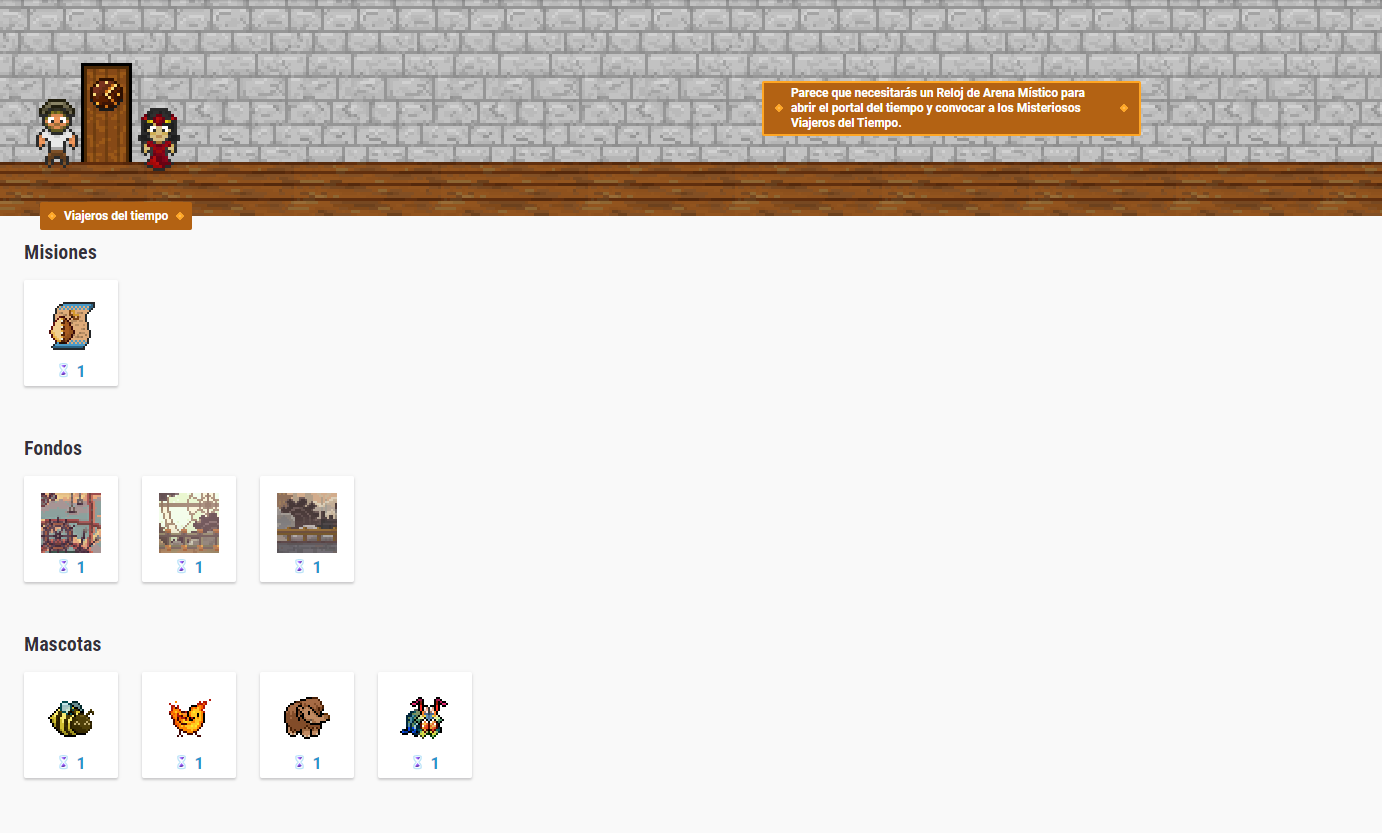 Parece que necesitarás un Reloj de Arena Místico para
abrir el portal del tiempo y convocar a los Misteriosos
Viajeros del Tiempo.
Viajeros del tiempo
Misiones
1
Fondos
1 1 1
Mascotas
1 1 1 1